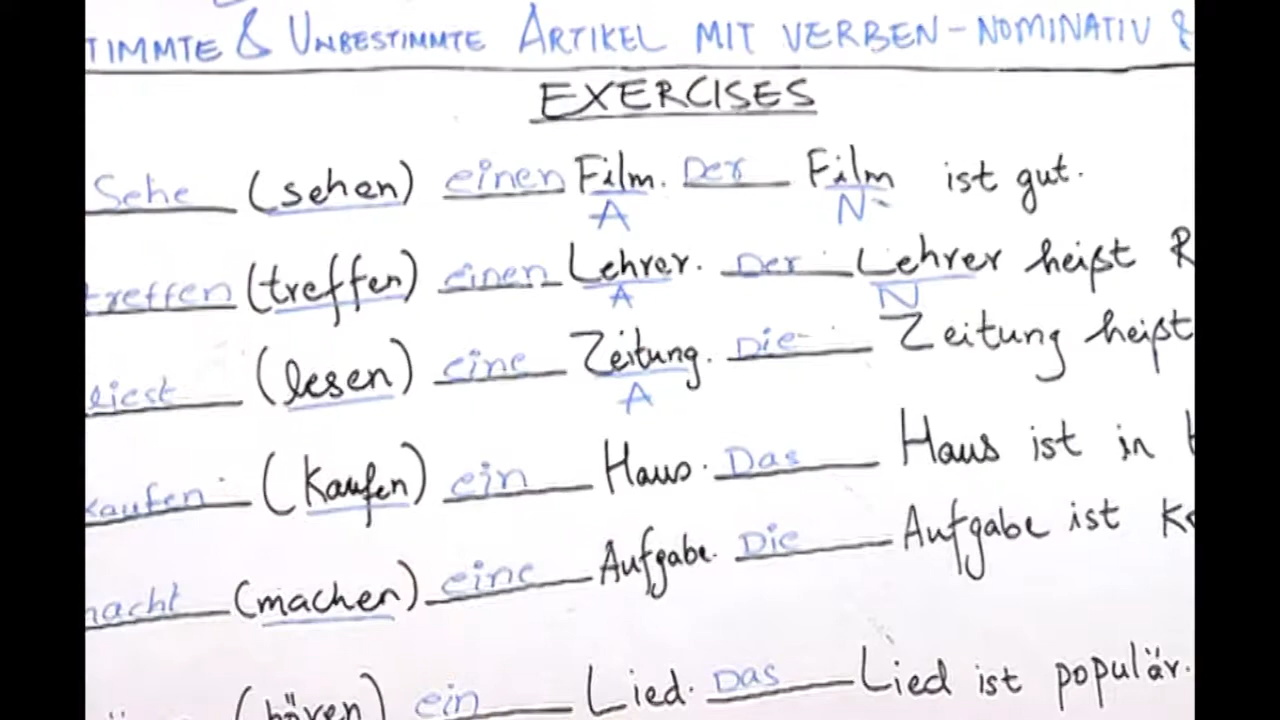 TIMMTE & UNBESTIMMTE ARTIKEL MIT VERBEN - NOMINATIV &
EXERCISES
Sehe (sehen) einen Film. Der Film ist gut.
A N
treffen (treffen) einen Lehrer. Der Lehrer heißt R
A N
liest (lesen) eine Zeitung. Die Zeitung heißt
A
kaufen (kaufen) ein Haus. Das Haus ist in
macht (machen) eine Aufgabe. Die Aufgabe ist
(hören) ein Lied. Das Lied ist populär.